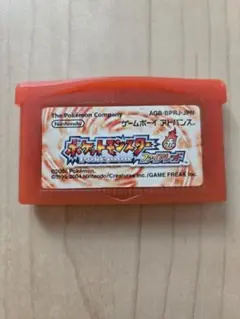 The Pokémon Company
AGB-BPRJ-JPN
Nintendo
ゲームボーイ アドバンス
ポケットモンスター
ファイアレッド
©2004 Pokémon.
©1995-2004 Nintendo/Creatures inc./GAME FREAK inc.